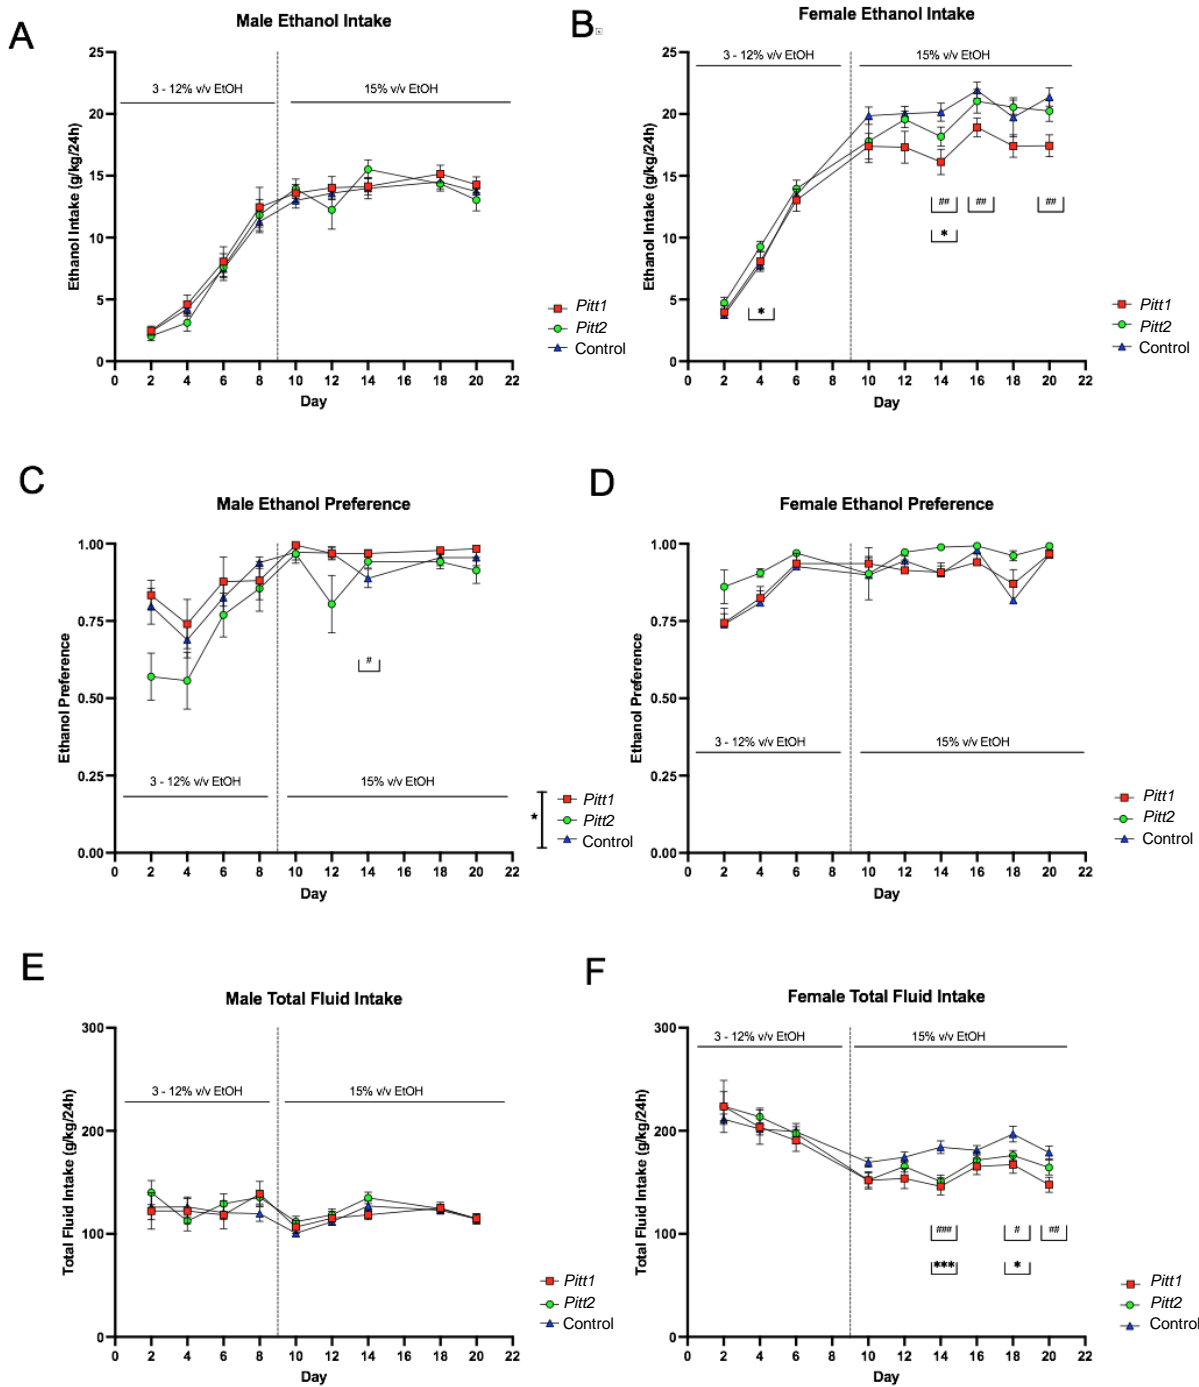 A
Male Ethanol Intake
3 - 12% v/v EtOH
15% v/v EtOH
Ethanol Intake (g/kg/24h)
25
20
15
10
5
0
0 2 4 6 8 10 12 14 16 18 20 22
Day
Pitt1
Pitt2
Control
B
Female Ethanol Intake
3 - 12% v/v EtOH
15% v/v EtOH
Ethanol Intake (g/kg/24h)
25
20
15
10
5
0
## ## ##
*
*
0 2 4 6 8 10 12 14 16 18 20 22
Day
Pitt1
Pitt2
Control
C
Male Ethanol Preference
Ethanol Preference
1.00
0.75
0.50
0.25
0.00
#
3 - 12% v/v EtOH
15% v/v EtOH
0 2 4 6 8 10 12 14 16 18 20 22
Day
*
Pitt1
Pitt2
Control
D
Female Ethanol Preference
Ethanol Preference
1.00
0.75
0.50
0.25
0.00
3 - 12% v/v EtOH
15% v/v EtOH
0 2 4 6 8 10 12 14 16 18 20 22
Day
Pitt1
Pitt2
Control
E
Male Total Fluid Intake
Total Fluid Intake (g/kg/24h)
300
200
100
0
3 - 12% v/v EtOH
15% v/v EtOH
0 2 4 6 8 10 12 14 16 18 20 22
Day
Pitt1
Pitt2
Control
F
Female Total Fluid Intake
Total Fluid Intake (g/kg/24h)
300
200
100
0
3 - 12% v/v EtOH
15% v/v EtOH
### # ##
*** *
0 2 4 6 8 10 12 14 16 18 20 22
Day
Pitt1
Pitt2
Control